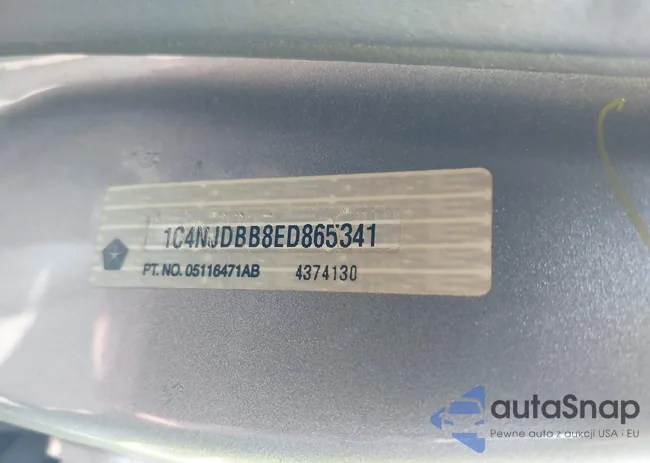 1C4NJDBB8ED865341
PT. NO. 05116471AB 4374130
autaSnap
Pewne auta z aukcji USA i EU